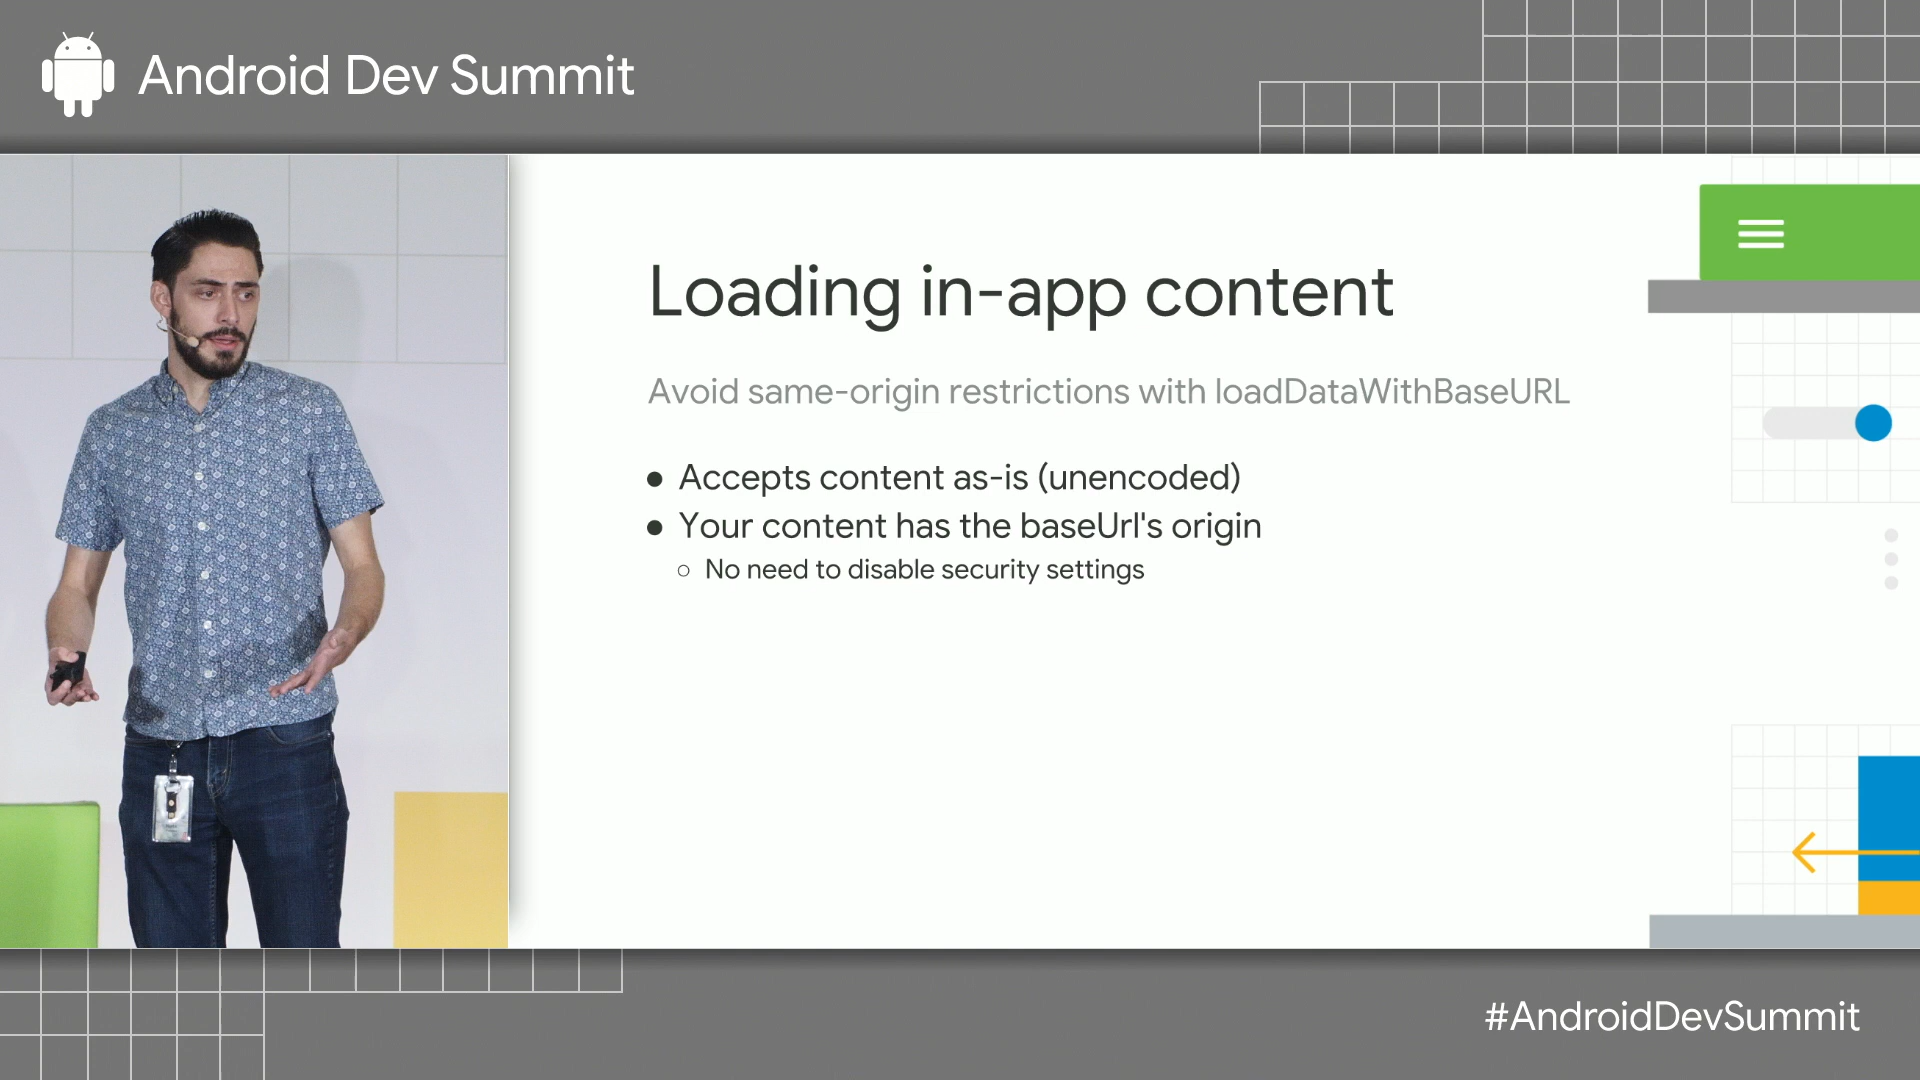 Android Dev Summit
Loading in-app content
Avoid same-origin restrictions with loadDataWithBaseURL
● Accepts content as-is (unencoded)
● Your content has the baseUrl's origin
○ No need to disable security settings
#AndroidDevSummit